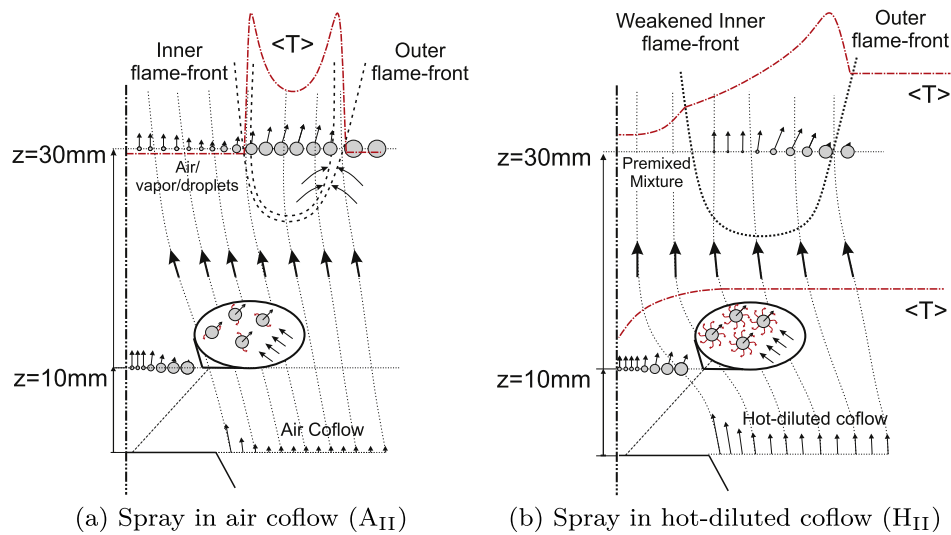 Inner
flame-front
<T>
Outer
flame-front
z=30mm
Air/
vapor/droplets
z=10mm
Air Coflow
(a) Spray in air coflow (A_II)
Weakened Inner
flame-front
Outer
flame-front
<T>
z=30mm
Premixed
Mixture
<T>
z=10mm
Hot-diluted coflow
(b) Spray in hot-diluted coflow (H_II)